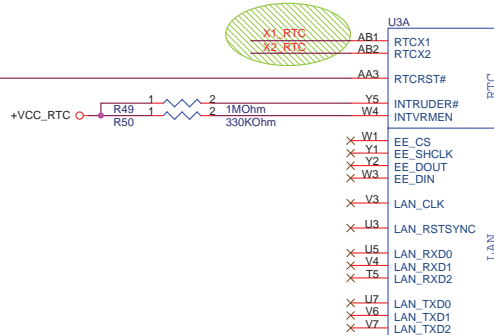 U3A
X1_RTC AB1 RTCX1
X2_RTC AB2 RTCX2
AA3 RTCRST#
RTC
1 2 Y5 INTRUDER#
+VCC_RTC R49 1 2 1MOhm W4 INTVRMEN
R50 330KOhm
W1 EE_CS
Y1 EE_SHCLK
Y2 EE_DOUT
W3 EE_DIN
V3 LAN_CLK
U3 LAN_RSTSYNC
LAN
U5 LAN_RXD0
V4 LAN_RXD1
T5 LAN_RXD2
U7 LAN_TXD0
V6 LAN_TXD1
V7 LAN_TXD2